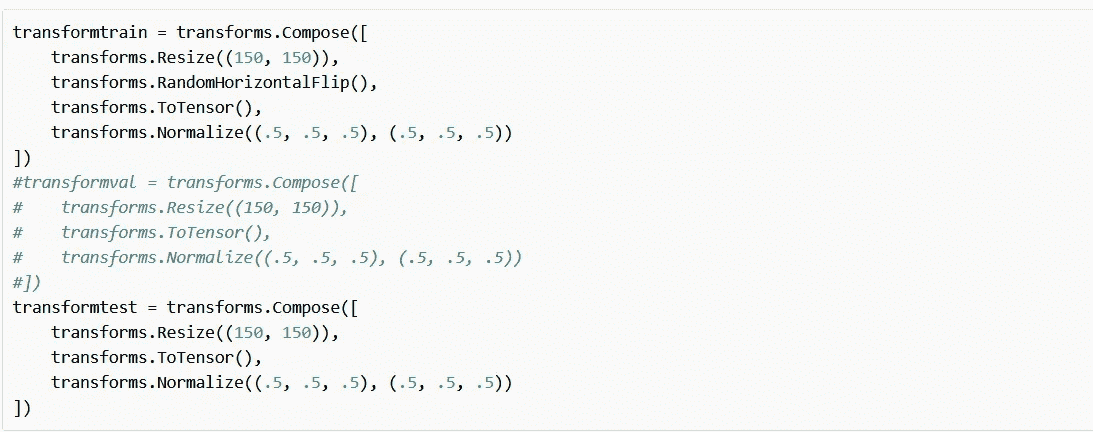 transformtrain = transforms.Compose([
    transforms.Resize((150, 150)),
    transforms.RandomHorizontalFlip(),
    transforms.ToTensor(),
    transforms.Normalize((.5, .5, .5), (.5, .5, .5))
])
#transformval = transforms.Compose([
#    transforms.Resize((150, 150)),
#    transforms.ToTensor(),
#    transforms.Normalize((.5, .5, .5), (.5, .5, .5))
#])
transformtest = transforms.Compose([
    transforms.Resize((150, 150)),
    transforms.ToTensor(),
    transforms.Normalize((.5, .5, .5), (.5, .5, .5))
])